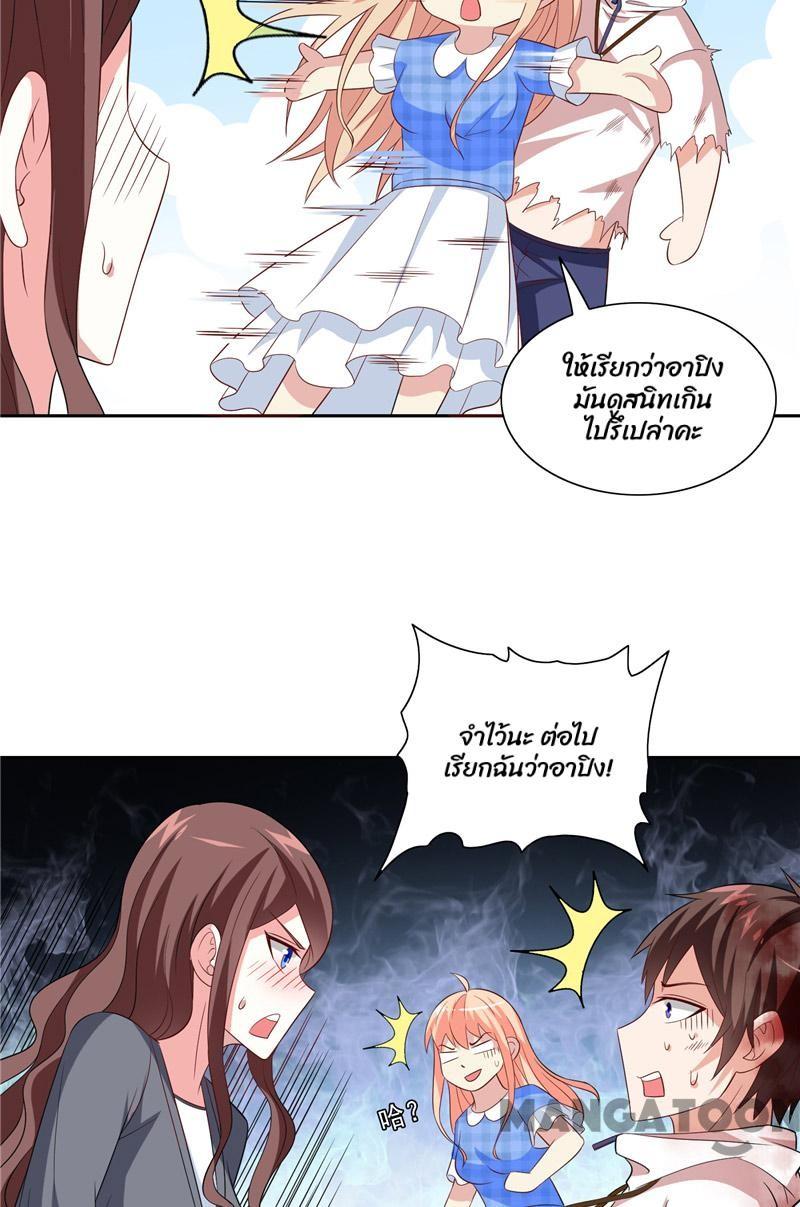 ให้เรียกว่าอาปิง
มันดูสนิทเกิน
ไปรึเปล่าคะ
จำไว้นะ ต่อไป
เรียกฉันว่าอาปิง!
哈?
MANGATOON